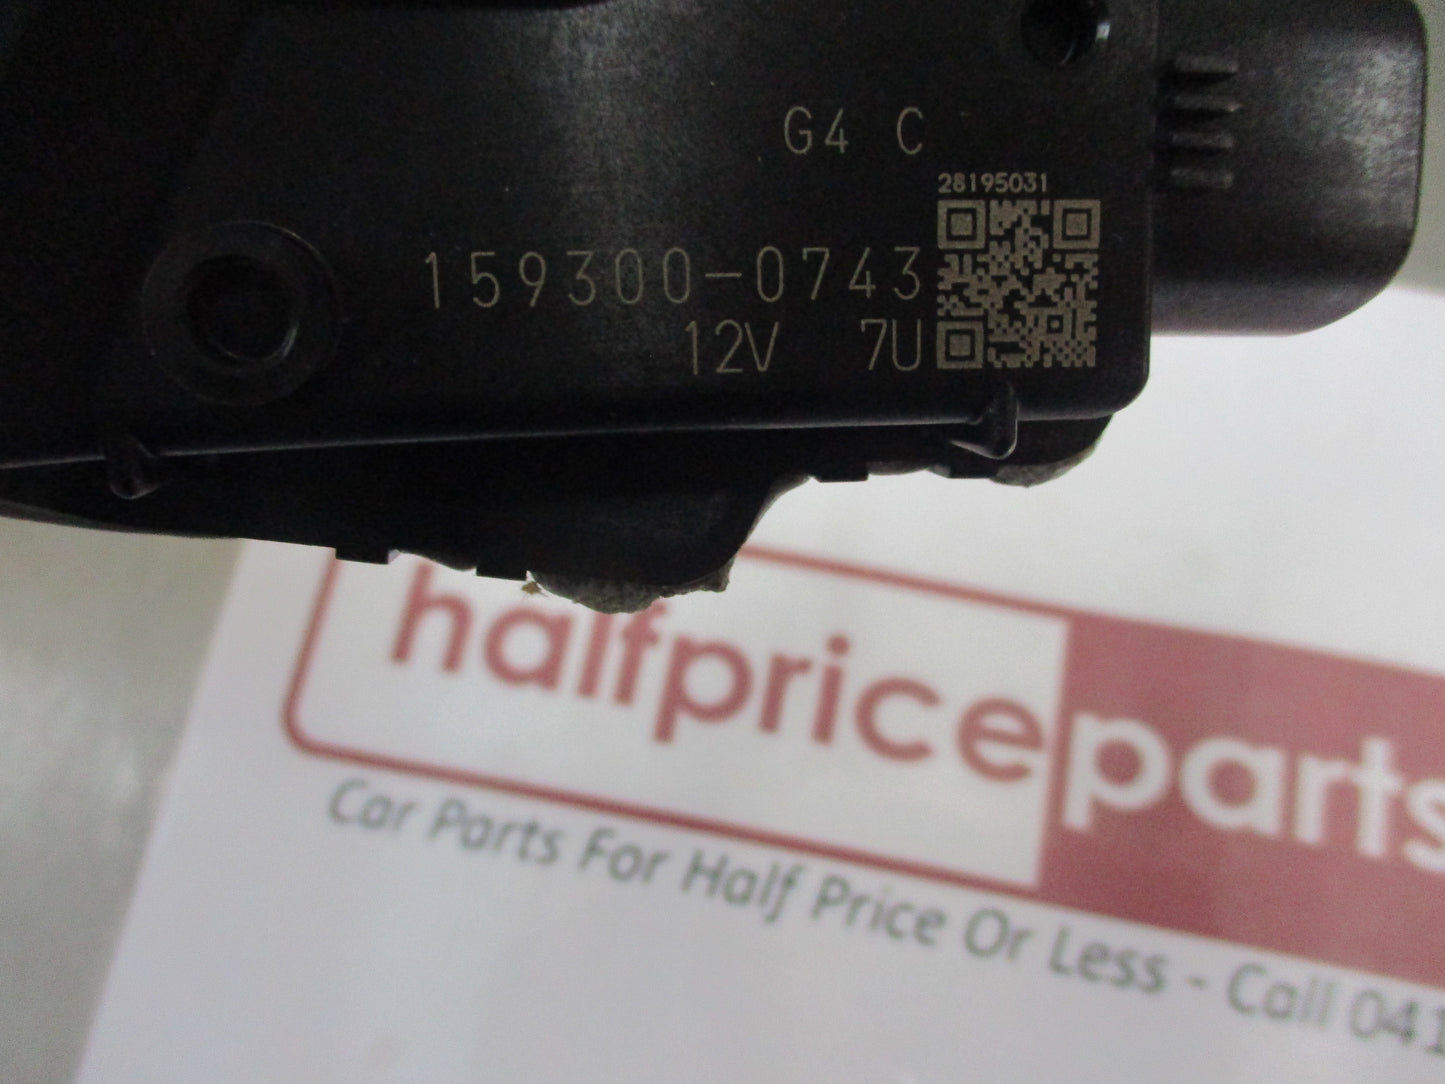 G4 C
28195031
159300-0743
12V 7U
halfpriceparts
Car Parts For Half Price Or Less - Call 041